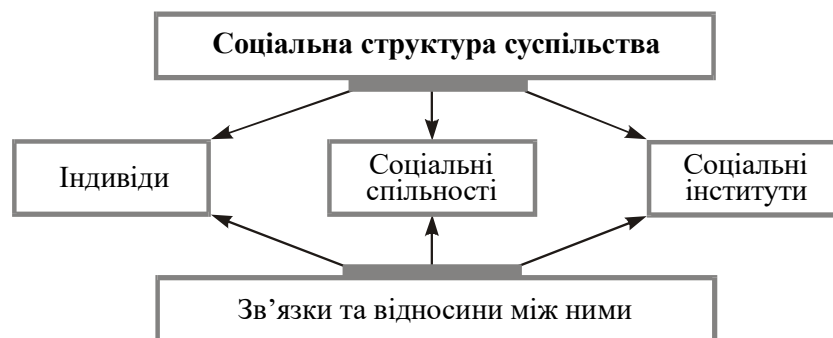 Соціальна структура суспільства
Індивіди
Соціальні
спільності
Соціальні
інститути
Зв’язки та відносини між ними